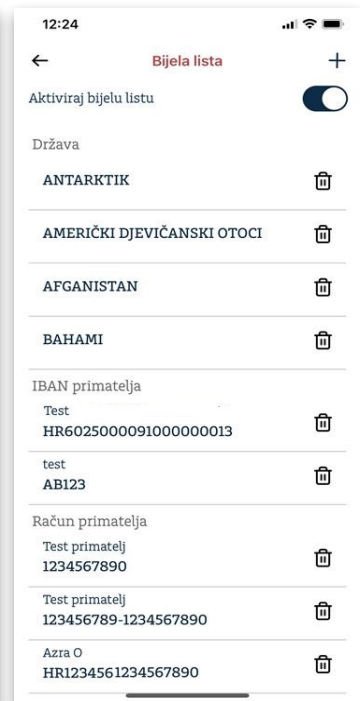 12:24
Bijela lista
Aktiviraj bijelu listu
Država
ANTARKTIK
AMERIČKI DJEVIČANSKI OTOCI
AFGANISTAN
BAHAMI
IBAN primatelja
Test
HR6025000091000000013
test
AB123
Račun primatelja
Test primatelj
1234567890
Test primatelj
123456789-1234567890
Azra O
HR1234561234567890